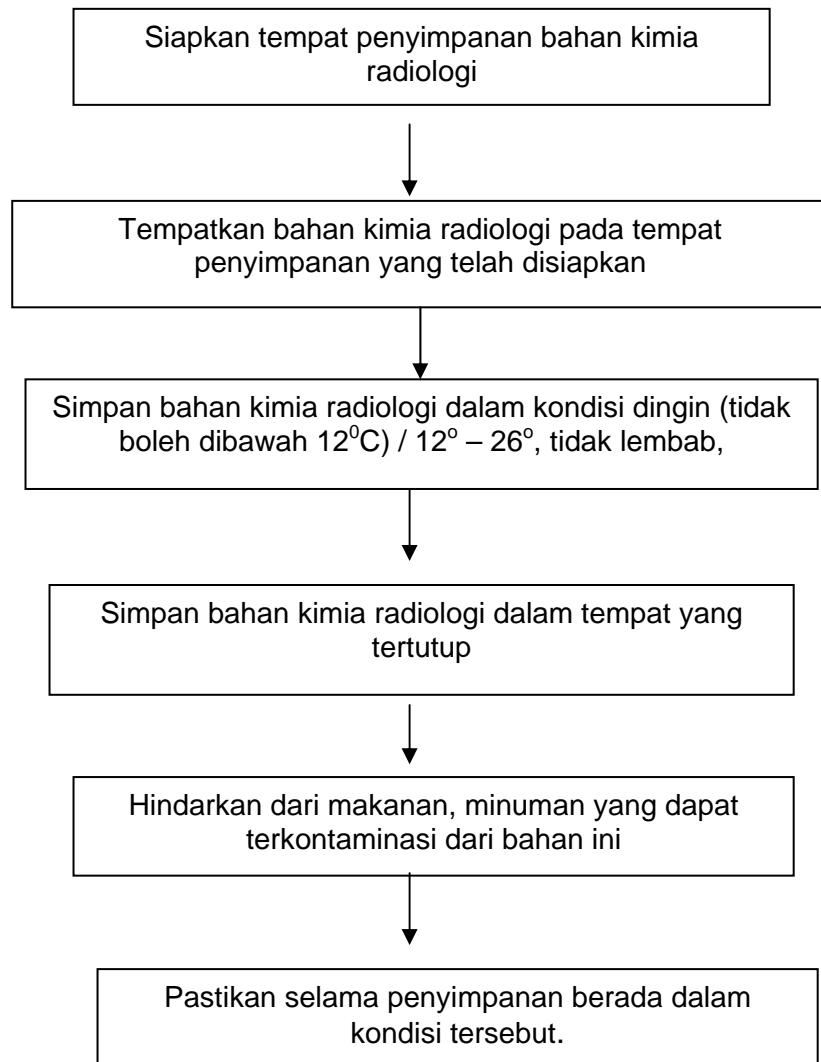 Siapkan tempat penyimpanan bahan kimia
radiologi
Tempatkan bahan kimia radiologi pada tempat
penyimpanan yang telah disiapkan
Simpan bahan kimia radiologi dalam kondisi dingin (tidak
boleh dibawah 12⁰C) / 12ᵒ – 26ᵒ, tidak lembab,
Simpan bahan kimia radiologi dalam tempat yang
tertutup
Hindarkan dari makanan, minuman yang dapat
terkontaminasi dari bahan ini
Pastikan selama penyimpanan berada dalam
kondisi tersebut.